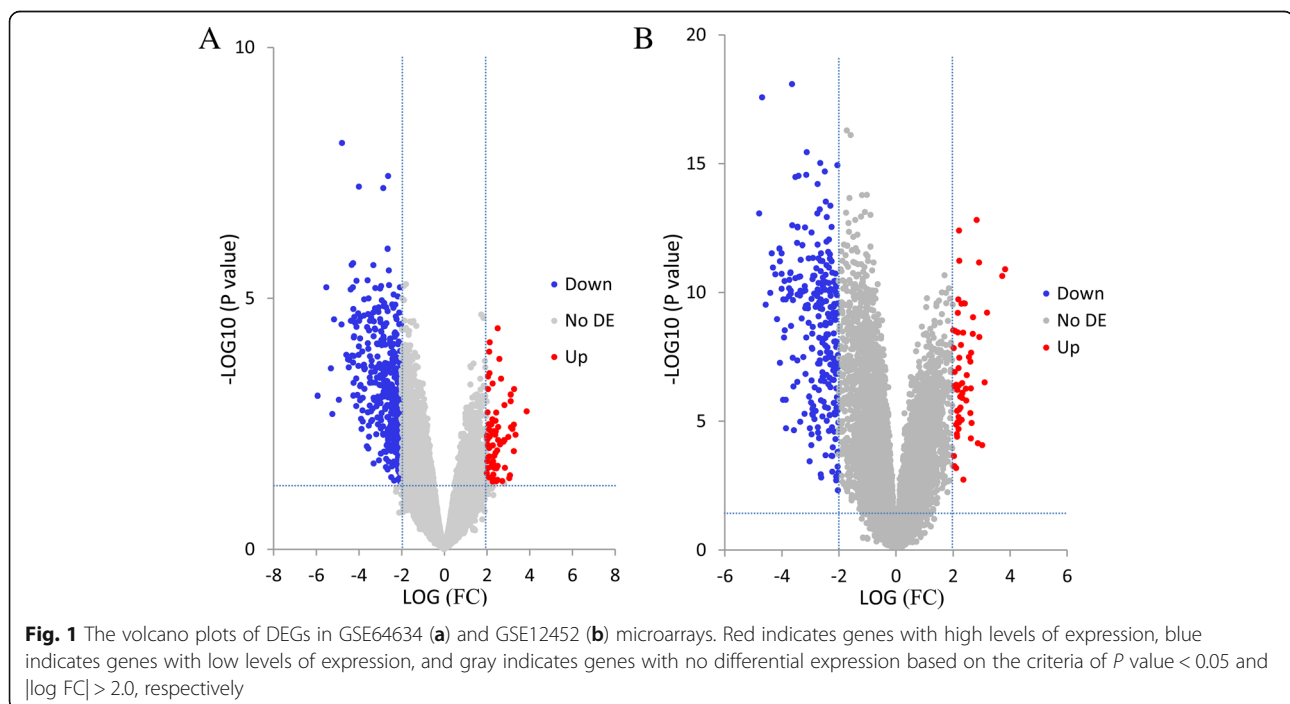 A
10
5
0
-LOG10 (P value)
-8 -6 -4 -2 0 2 4 6 8
LOG (FC)
Down
No DE
Up
B
20
15
10
5
0
-LOG10 (P value)
-6 -4 -2 0 2 4 6
LOG (FC)
Down
No DE
Up
Fig. 1 The volcano plots of DEGs in GSE64634 (a) and GSE12452 (b) microarrays. Red indicates genes with high levels of expression, blue
indicates genes with low levels of expression, and gray indicates genes with no differential expression based on the criteria of P value < 0.05 and
|log FC| > 2.0, respectively